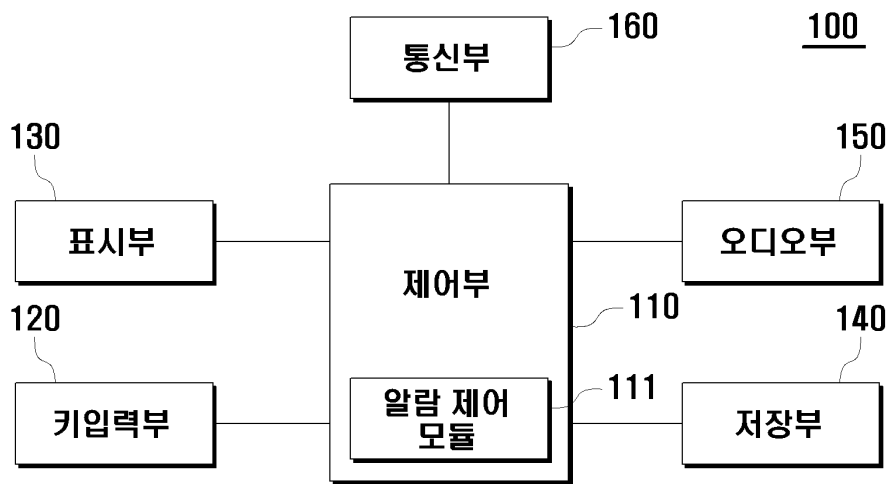 160
100
통신부
130
150
표시부
오디오부
제어부
110
120
140
111
키입력부
알람 제어
모듈
저장부